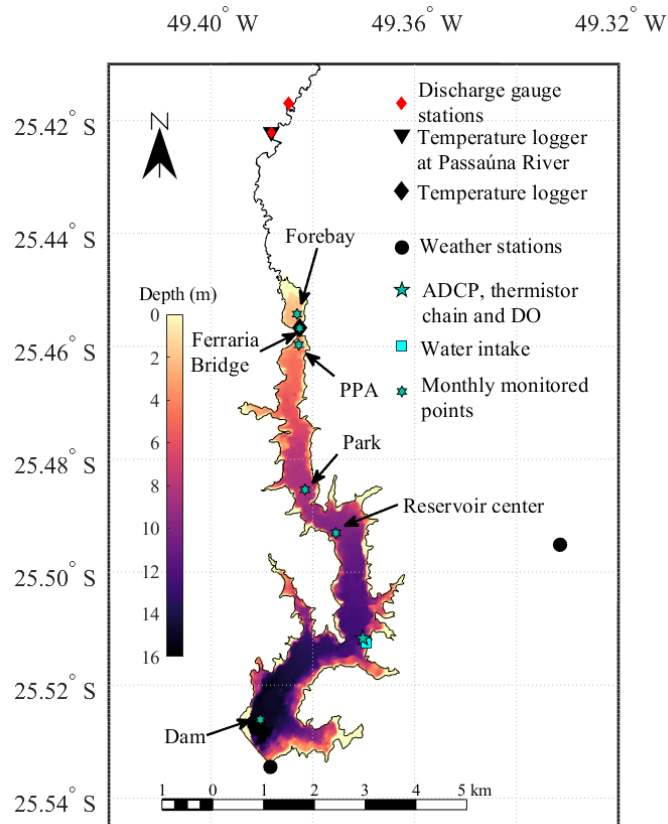 49.40° W
49.36° W
49.32° W
25.42° S
25.44° S
25.46° S
25.48° S
25.50° S
25.52° S
25.54° S
N
Discharge gauge
stations
Temperature logger
at Passaúna River
Temperature logger
Weather stations
ADCP, thermistor
chain and DO
Water intake
Monthly monitored
points
Forebay
Depth (m)
0
2
4
6
8
10
12
14
16
Ferraria
Bridge
PPA
Park
Reservoir center
Dam
1 0 1 2 3 4 5 km